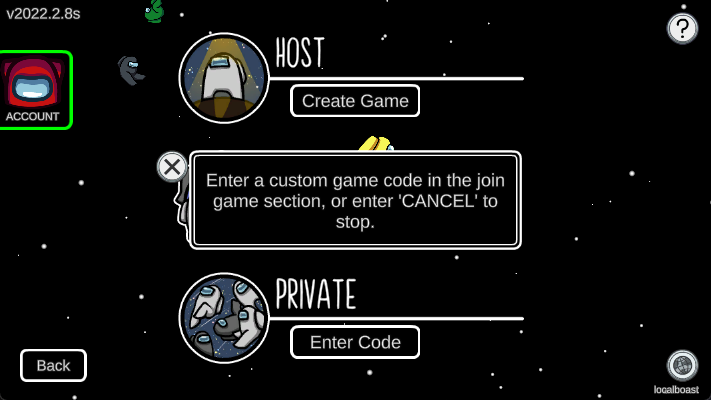 v2022.2.8s
?
HOST
Create Game
ACCOUNT
Enter a custom game code in the join
game section, or enter 'CANCEL' to
stop.
PRIVATE
Enter Code
Back
localboast